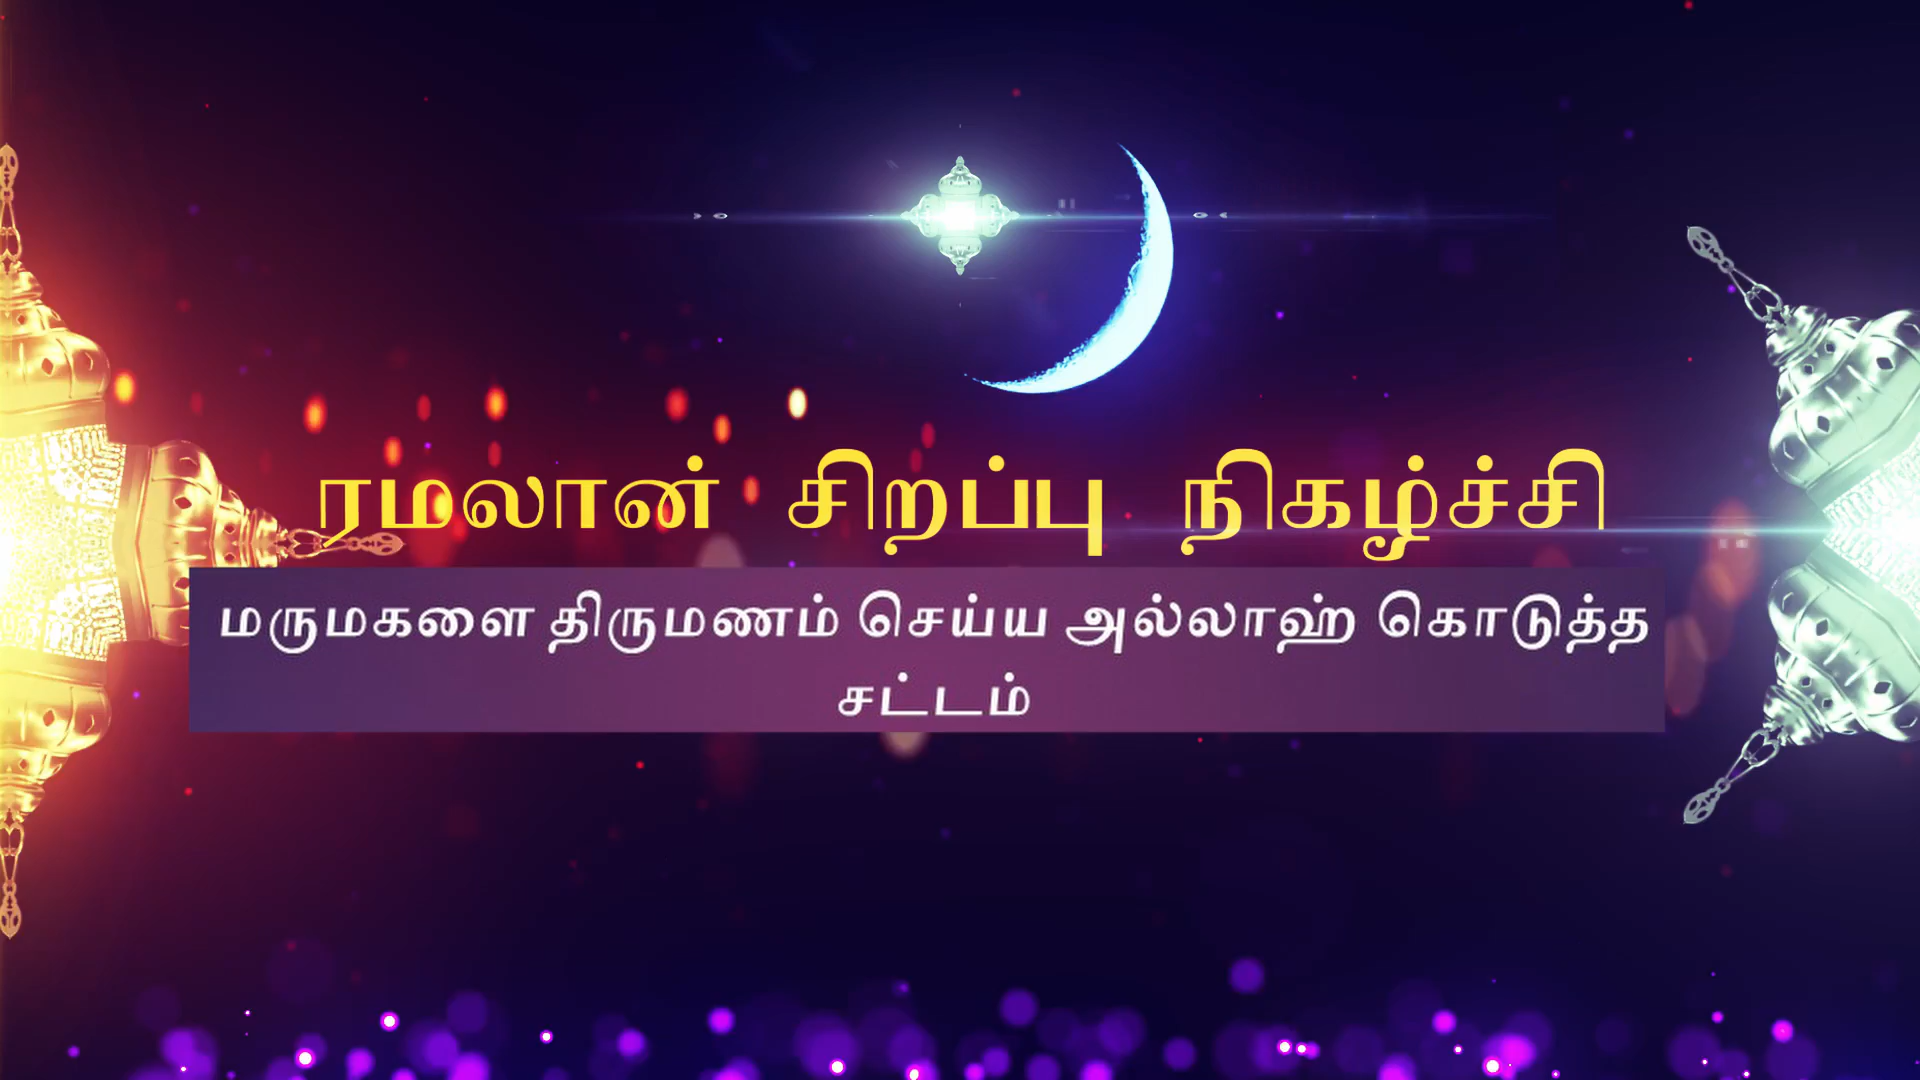 ரமலான் சிறப்பு நிகழ்ச்சி
மருமகளை திருமணம் செய்ய அல்லாஹ் கொடுத்த
சட்டம்